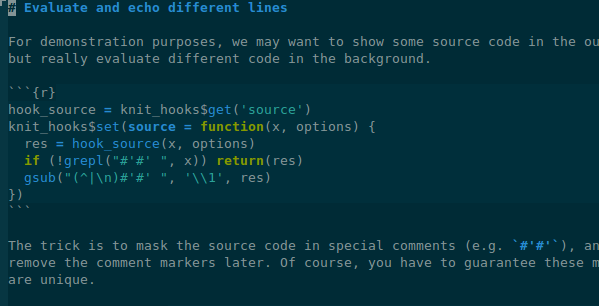 # Evaluate and echo different lines
For demonstration purposes, we may want to show some source code in the
but really evaluate different code in the background.
```{r}
hook_source = knit_hooks$get('source')
knit_hooks$set(source = function(x, options) {
  res = hook_source(x, options)
  if (!grepl("#'#' ", x)) return(res)
  gsub("(^|\n)#'#' ", '\\1', res)
})
```
The trick is to mask the source code in special comments (e.g. `#'#'`),
remove the comment markers later. Of course, you have to guarantee these
are unique.